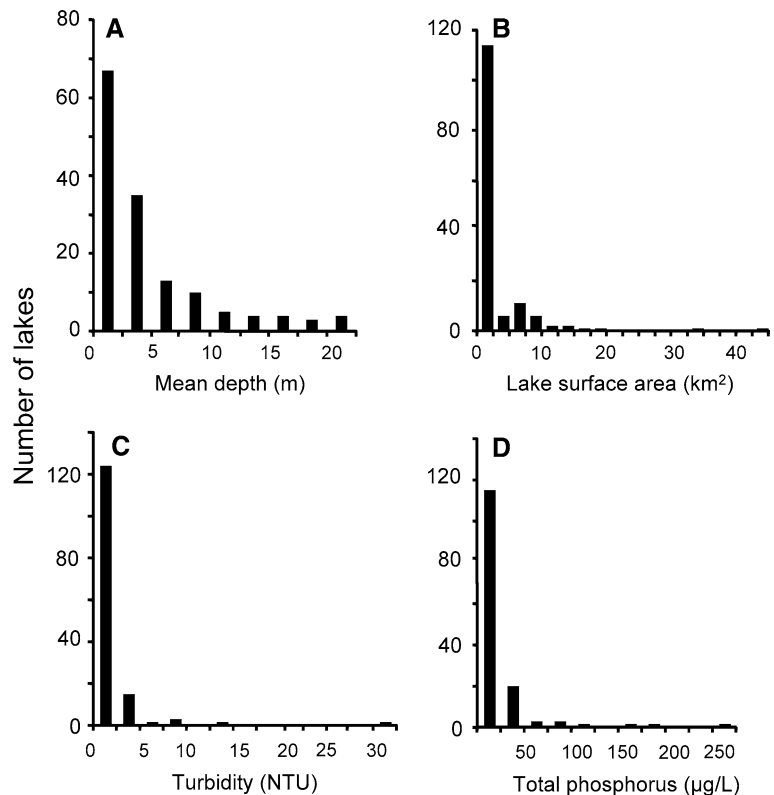 A
80
60
40
20
0
0 5 10 15 20
Mean depth (m)
B
120
80
40
0
0 10 20 30 40
Lake surface area (km²)
Number of lakes
C
120
80
40
0
0 5 10 15 20 25 30
Turbidity (NTU)
D
120
80
40
0
50 100 150 200 250
Total phosphorus (µg/L)